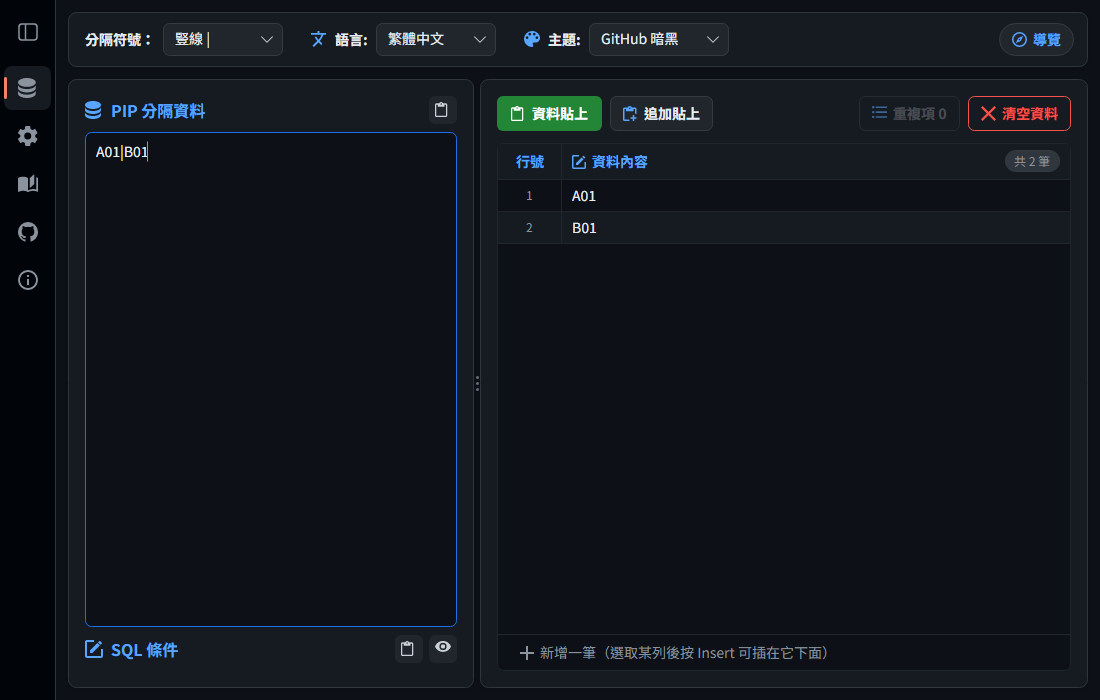 分隔符號： 豎線 | 語言: 繁體中文 主題: GitHub 暗黑 導覽
PIP 分隔資料
A01|B01
SQL 條件
資料貼上 追加貼上 重複項 0 清空資料
行號 資料內容 共 2 筆
1 A01
2 B01
新增一筆（選取某列後按 Insert 可插在它下面）